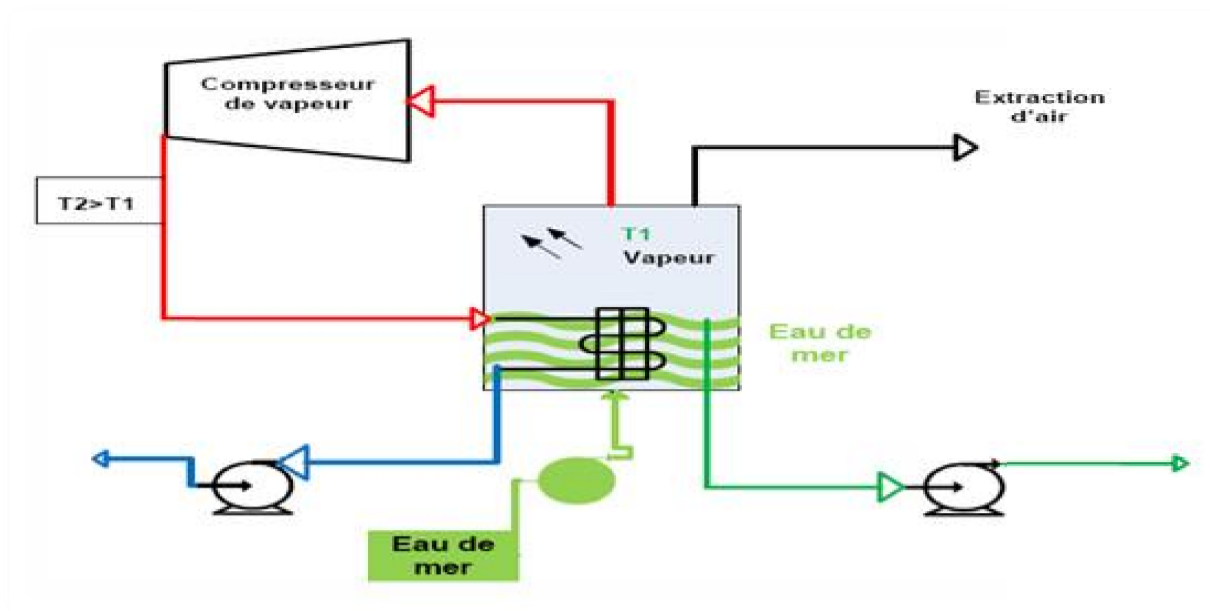 Compresseur
de vapeur
Extraction
d'air
T2>T1
T1
Vapeur
Eau de
mer
Eau de
mer